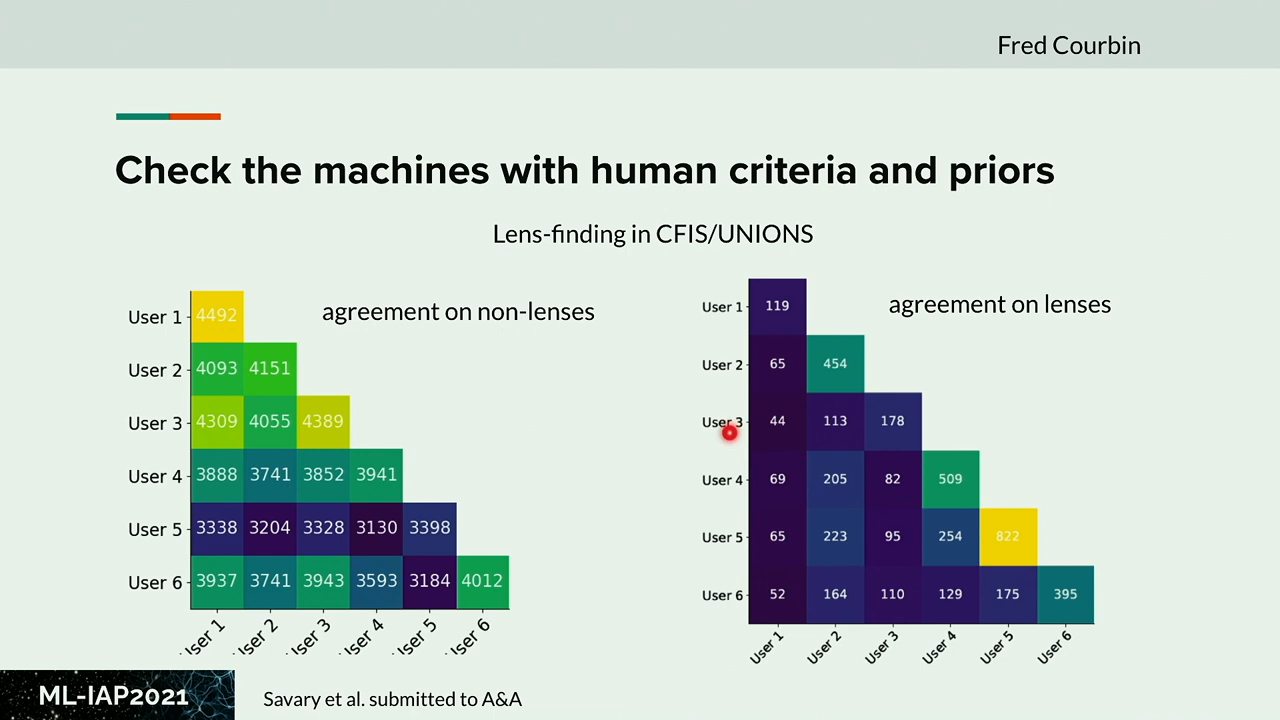 Fred Courbin
Check the machines with human criteria and priors
Lens-finding in CFIS/UNIONS
agreement on non-lenses
User 1 4492
User 2 4093 4151
User 3 4309 4055 4389
User 4 3888 3741 3852 3941
User 5 3338 3204 3328 3130 3398
User 6 3937 3741 3943 3593 3184 4012
User 1 User 2 User 3 User 4 User 5 User 6
agreement on lenses
User 1 119
User 2 65 454
User 3 44 113 178
User 4 69 205 82 509
User 5 65 223 95 254 822
User 6 52 164 110 129 175 395
User 1 User 2 User 3 User 4 User 5 User 6
ML-IAP2021
Savary et al. submitted to A&A